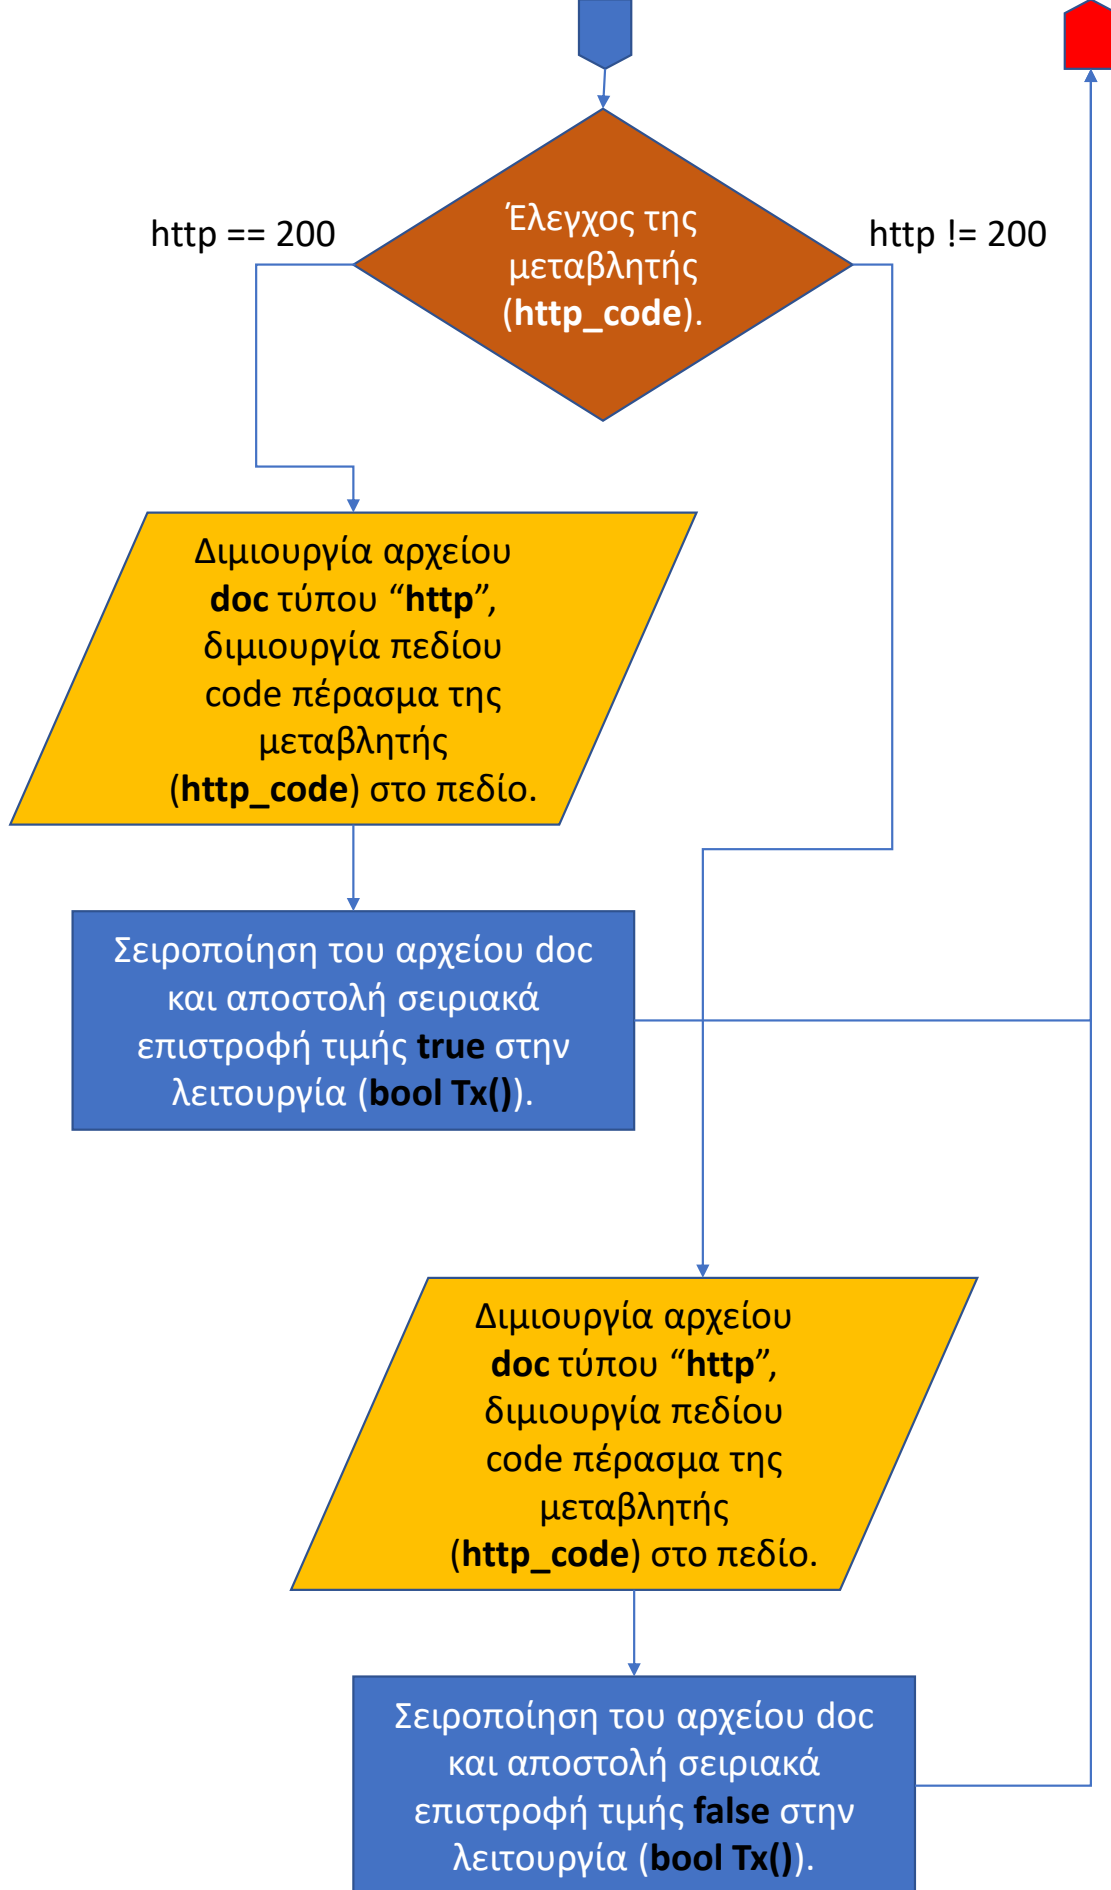 Έλεγχος της
μεταβλητής
(http_code).
http == 200
http != 200
Διμιουργία αρχείου
doc τύπου “http”,
διμιουργία πεδίου
code πέρασμα της
μεταβλητής
(http_code) στο πεδίο.
Σειροποίηση του αρχείου doc
και αποστολή σειριακά
επιστροφή τιμής true στην
λειτουργία (bool Tx()).
Διμιουργία αρχείου
doc τύπου “http”,
διμιουργία πεδίου
code πέρασμα της
μεταβλητής
(http_code) στο πεδίο.
Σειροποίηση του αρχείου doc
και αποστολή σειριακά
επιστροφή τιμής false στην
λειτουργία (bool Tx()).